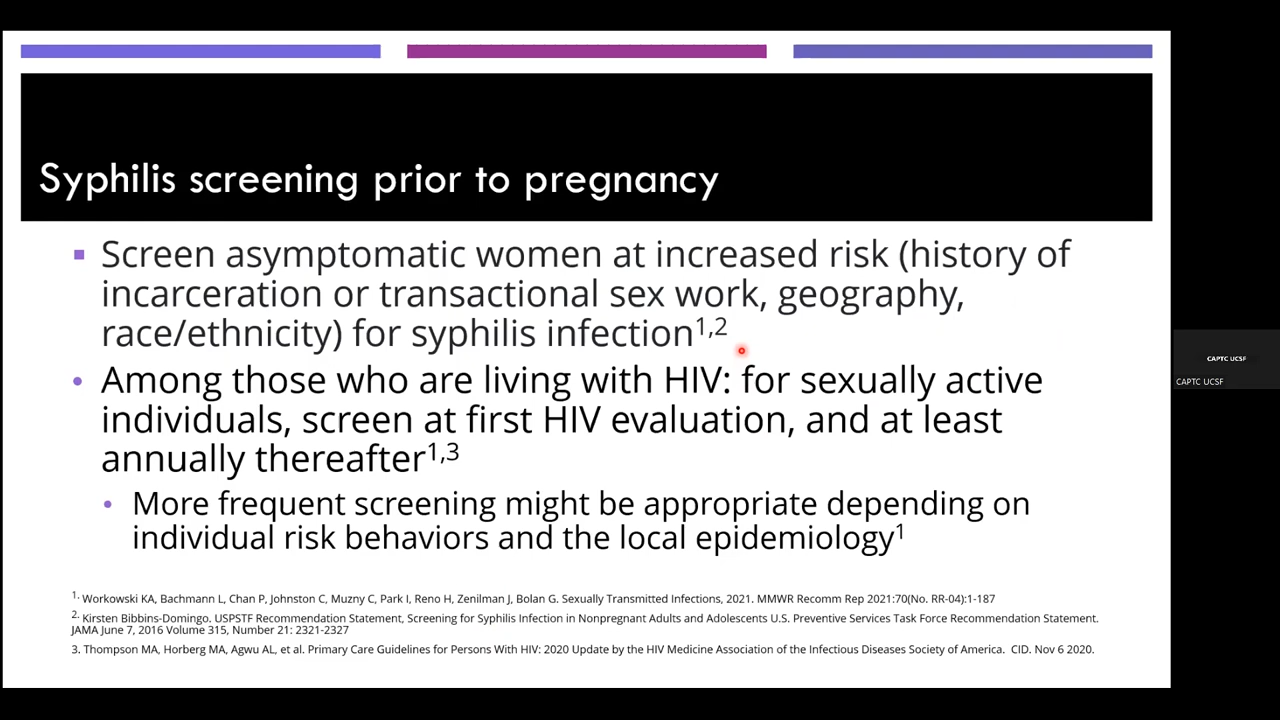 Syphilis screening prior to pregnancy
▪ Screen asymptomatic women at increased risk (history of
incarceration or transactional sex work, geography,
race/ethnicity) for syphilis infection1,2
• Among those who are living with HIV: for sexually active
individuals, screen at first HIV evaluation, and at least
annually thereafter1,3
• More frequent screening might be appropriate depending on
individual risk behaviors and the local epidemiology1
1. Workowski KA, Bachmann L, Chan P, Johnston C, Muzny C, Park I, Reno H, Zenilman J, Bolan G. Sexually Transmitted Infections, 2021. MMWR Recomm Rep 2021:70(No. RR-04):1-187
2. Kirsten Bibbins-Domingo. USPSTF Recommendation Statement, Screening for Syphilis Infection in Nonpregnant Adults and Adolescents U.S. Preventive Services Task Force Recommendation Statement.
JAMA June 7, 2016 Volume 315, Number 21: 2321-2327
3. Thompson MA, Horberg MA, Agwu AL, et al. Primary Care Guidelines for Persons With HIV: 2020 Update by the HIV Medicine Association of the Infectious Diseases Society of America. CID. Nov 6 2020.
CAPTC UCSF
CAPTC UCSF